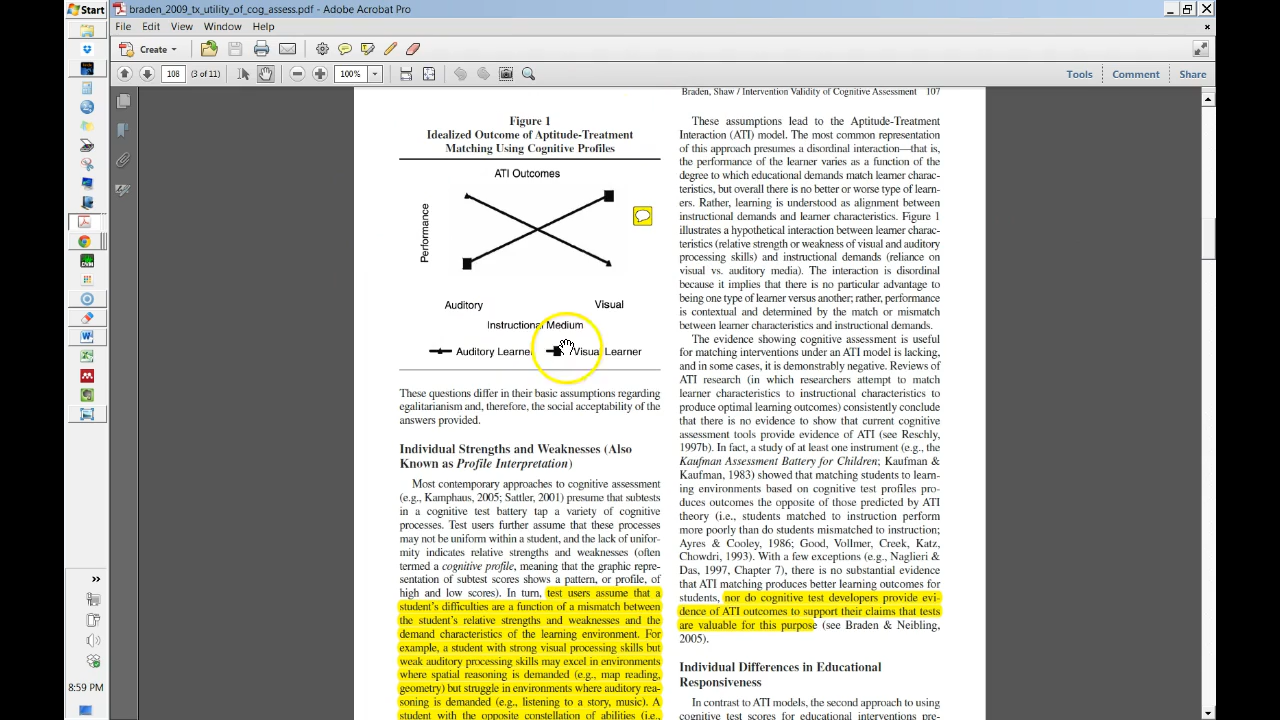 Start
braden_2009_tx_utility_of_cog_assess.pdf - Adobe Acrobat Pro
File Edit View Window Help
Create
108 (3 of 11) 100% Tools Comment Share
Braden, Shaw / Intervention Validity of Cognitive Assessment 107
Figure 1
Idealized Outcome of Aptitude-Treatment
Matching Using Cognitive Profiles
ATI Outcomes
Performance
Auditory Visual
Instructional Medium
Auditory Learner Visual Learner
These questions differ in their basic assumptions regarding
egalitarianism and, therefore, the social acceptability of the
answers provided.
Individual Strengths and Weaknesses (Also
Known as Profile Interpretation)
Most contemporary approaches to cognitive assessment
(e.g., Kamphaus, 2005; Sattler, 2001) presume that subtests
in a cognitive test battery tap a variety of cognitive
processes. Test users further assume that these processes
may not be uniform within a student, and the lack of unifor-
mity indicates relative strengths and weaknesses (often
termed a cognitive profile, meaning that the graphic repre-
sentation of subtest scores shows a pattern, or profile, of
high and low scores). In turn, test users assume that a
student's difficulties are a function of a mismatch between
the student's relative strengths and weaknesses and the
demand characteristics of the learning environment. For
example, a student with strong visual processing skills but
weak auditory processing skills may excel in environments
where spatial reasoning is demanded (e.g., map reading,
geometry) but struggle in environments where auditory rea-
soning is demanded (e.g., listening to a story, music). A
student with the opposite constellation of abilities (i.e.,
These assumptions lead to the Aptitude-Treatment
Interaction (ATI) model. The most common representation
of this approach presumes a disordinal interaction—that is,
the performance of the learner varies as a function of the
degree to which educational demands match learner charac-
teristics, but overall there is no better or worse type of learn-
ers. Rather, learning is understood as alignment between
instructional demands and learner characteristics. Figure 1
illustrates a hypothetical interaction between learner charac-
teristics (relative strength or weakness of visual and auditory
processing skills) and instructional demands (reliance on
visual vs. auditory media). The interaction is disordinal
because it implies that there is no particular advantage to
being one type of learner versus another; rather, performance
is contextual and determined by the match or mismatch
between learner characteristics and instructional demands.
The evidence showing cognitive assessment is useful
for matching interventions under an ATI model is lacking,
and in some cases, it is demonstrably negative. Reviews of
ATI research (in which researchers attempt to match
learner characteristics to instructional characteristics to
produce optimal learning outcomes) consistently conclude
that there is no evidence to show that current cognitive
assessment tools provide evidence of ATI (see Reschly,
1997b). In fact, a study of at least one instrument (e.g., the
Kaufman Assessment Battery for Children; Kaufman &
Kaufman, 1983) showed that matching students to learn-
ing environments based on cognitive test profiles pro-
duces outcomes the opposite of those predicted by ATI
theory (i.e., students matched to instruction perform
more poorly than do students mismatched to instruction;
Ayres & Cooley, 1986; Good, Vollmer, Creek, Katz,
Chowdri, 1993). With a few exceptions (e.g., Naglieri &
Das, 1997, Chapter 7), there is no substantial evidence
that ATI matching produces better learning outcomes for
students, nor do cognitive test developers provide evi-
dence of ATI outcomes to support their claims that tests
are valuable for this purpose (see Braden & Neibling,
2005).
Individual Differences in Educational
Responsiveness
In contrast to ATI models, the second approach to using
cognitive test scores for educational interventions pre-
8:59 PM